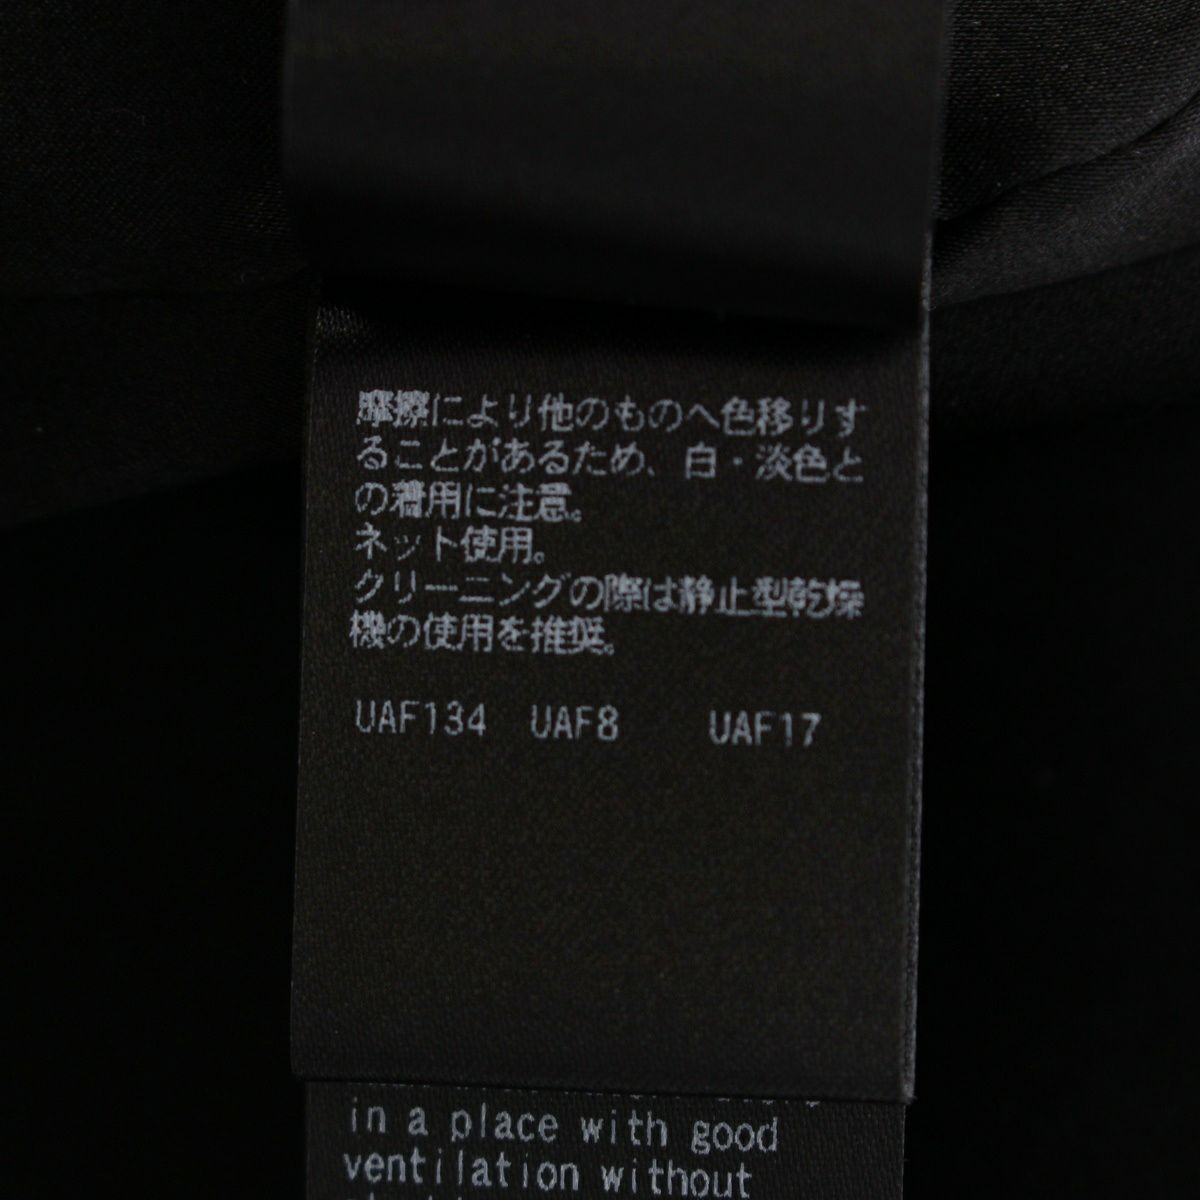 摩擦により他のものへ色移りす
ることがあるため、白・淡色と
の着用に注意。
ネット使用。
クリーニングの際は静止型乾燥
機の使用を推奨。
UAF134 UAF8 UAF17
in a place with good
ventilation without